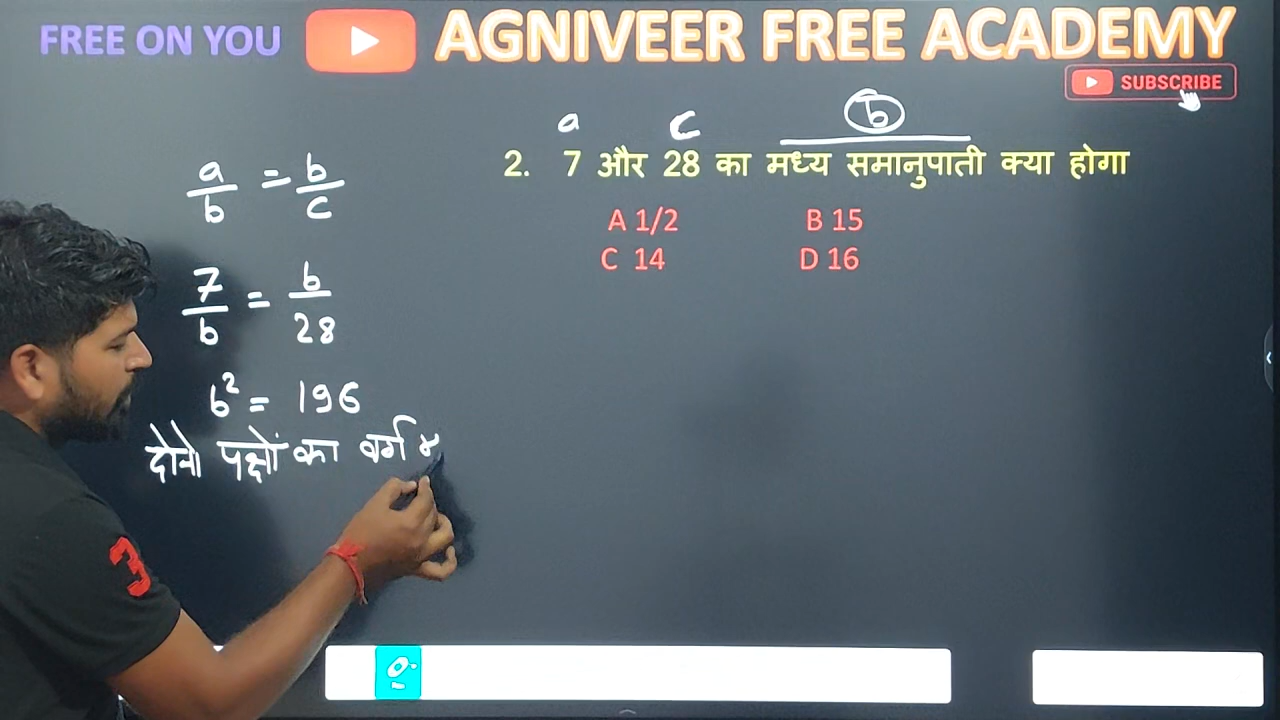 FREE ON YOU
AGNIVEER FREE ACADEMY
SUBSCRIBE
a c b
2. 7 और 28 का मध्य समानुपाती क्या होगा
A 1/2 B 15
C 14 D 16
a/b = b/c
7/b = b/28
b² = 196
दोनो पक्षों का वर्ग
3